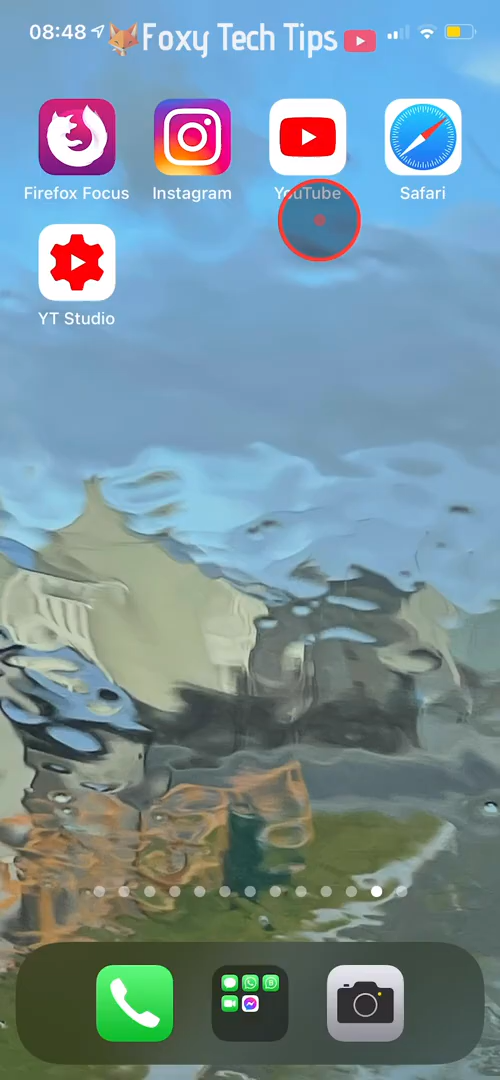 08:48
Foxy Tech Tips
Firefox Focus
Instagram
YouTube
Safari
YT Studio